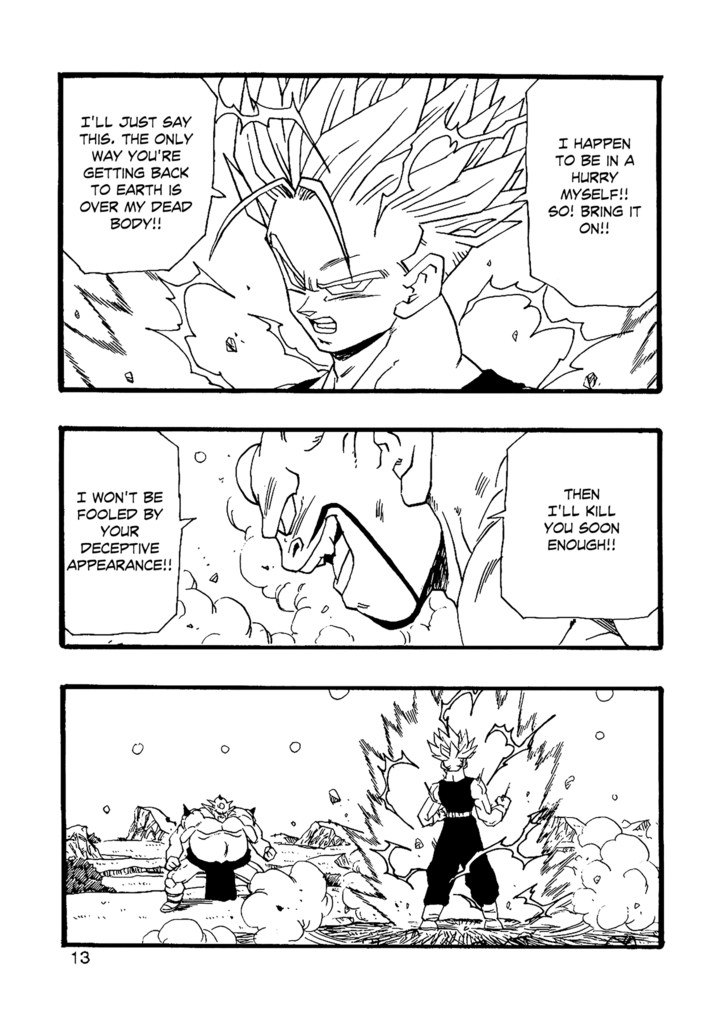 I HAPPEN
TO BE IN A
HURRY
MYSELF!!
SO! BRING IT
ON!!
I'LL JUST SAY
THIS. THE ONLY
WAY YOU'RE
GETTING BACK
TO EARTH IS
OVER MY DEAD
BODY!!
THEN
I'LL KILL
YOU SOON
ENOUGH!!
I WON'T BE
FOOLED BY
YOUR
DECEPTIVE
APPEARANCE!!
13